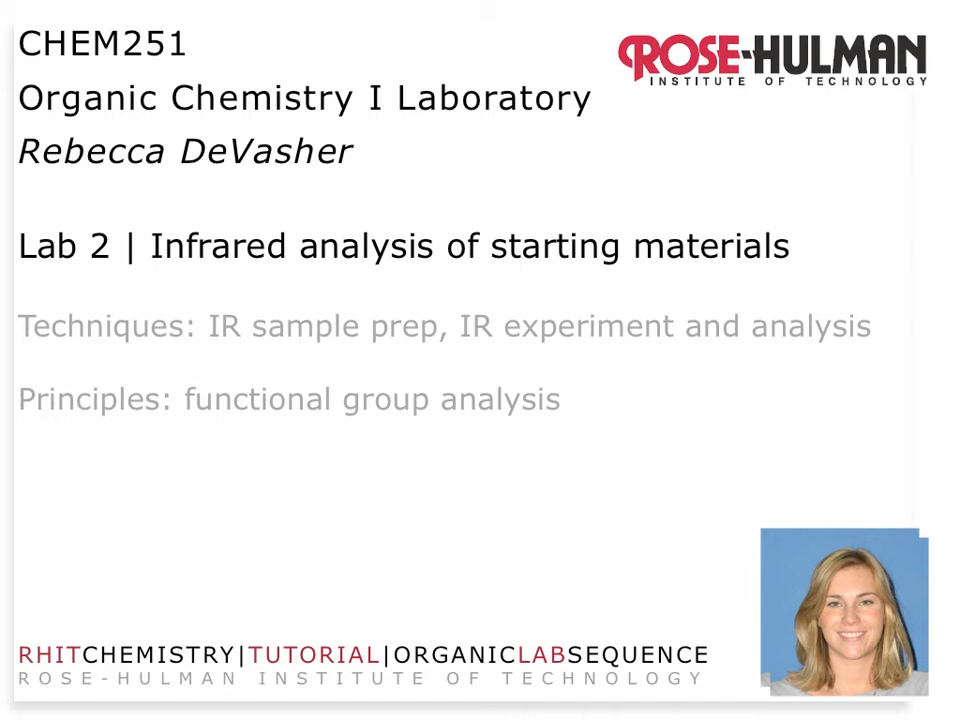 CHEM251
ROSE-HULMAN
INSTITUTE OF TECHNOLOGY
Organic Chemistry I Laboratory
Rebecca DeVasher
Lab 2 | Infrared analysis of starting materials
Techniques: IR sample prep, IR experiment and analysis
Principles: functional group analysis
RHITCHEMISTRY|TUTORIAL|ORGANICLABSEQUENCE
ROSE-HULMAN INSTITUTE OF TECHNOLOGY